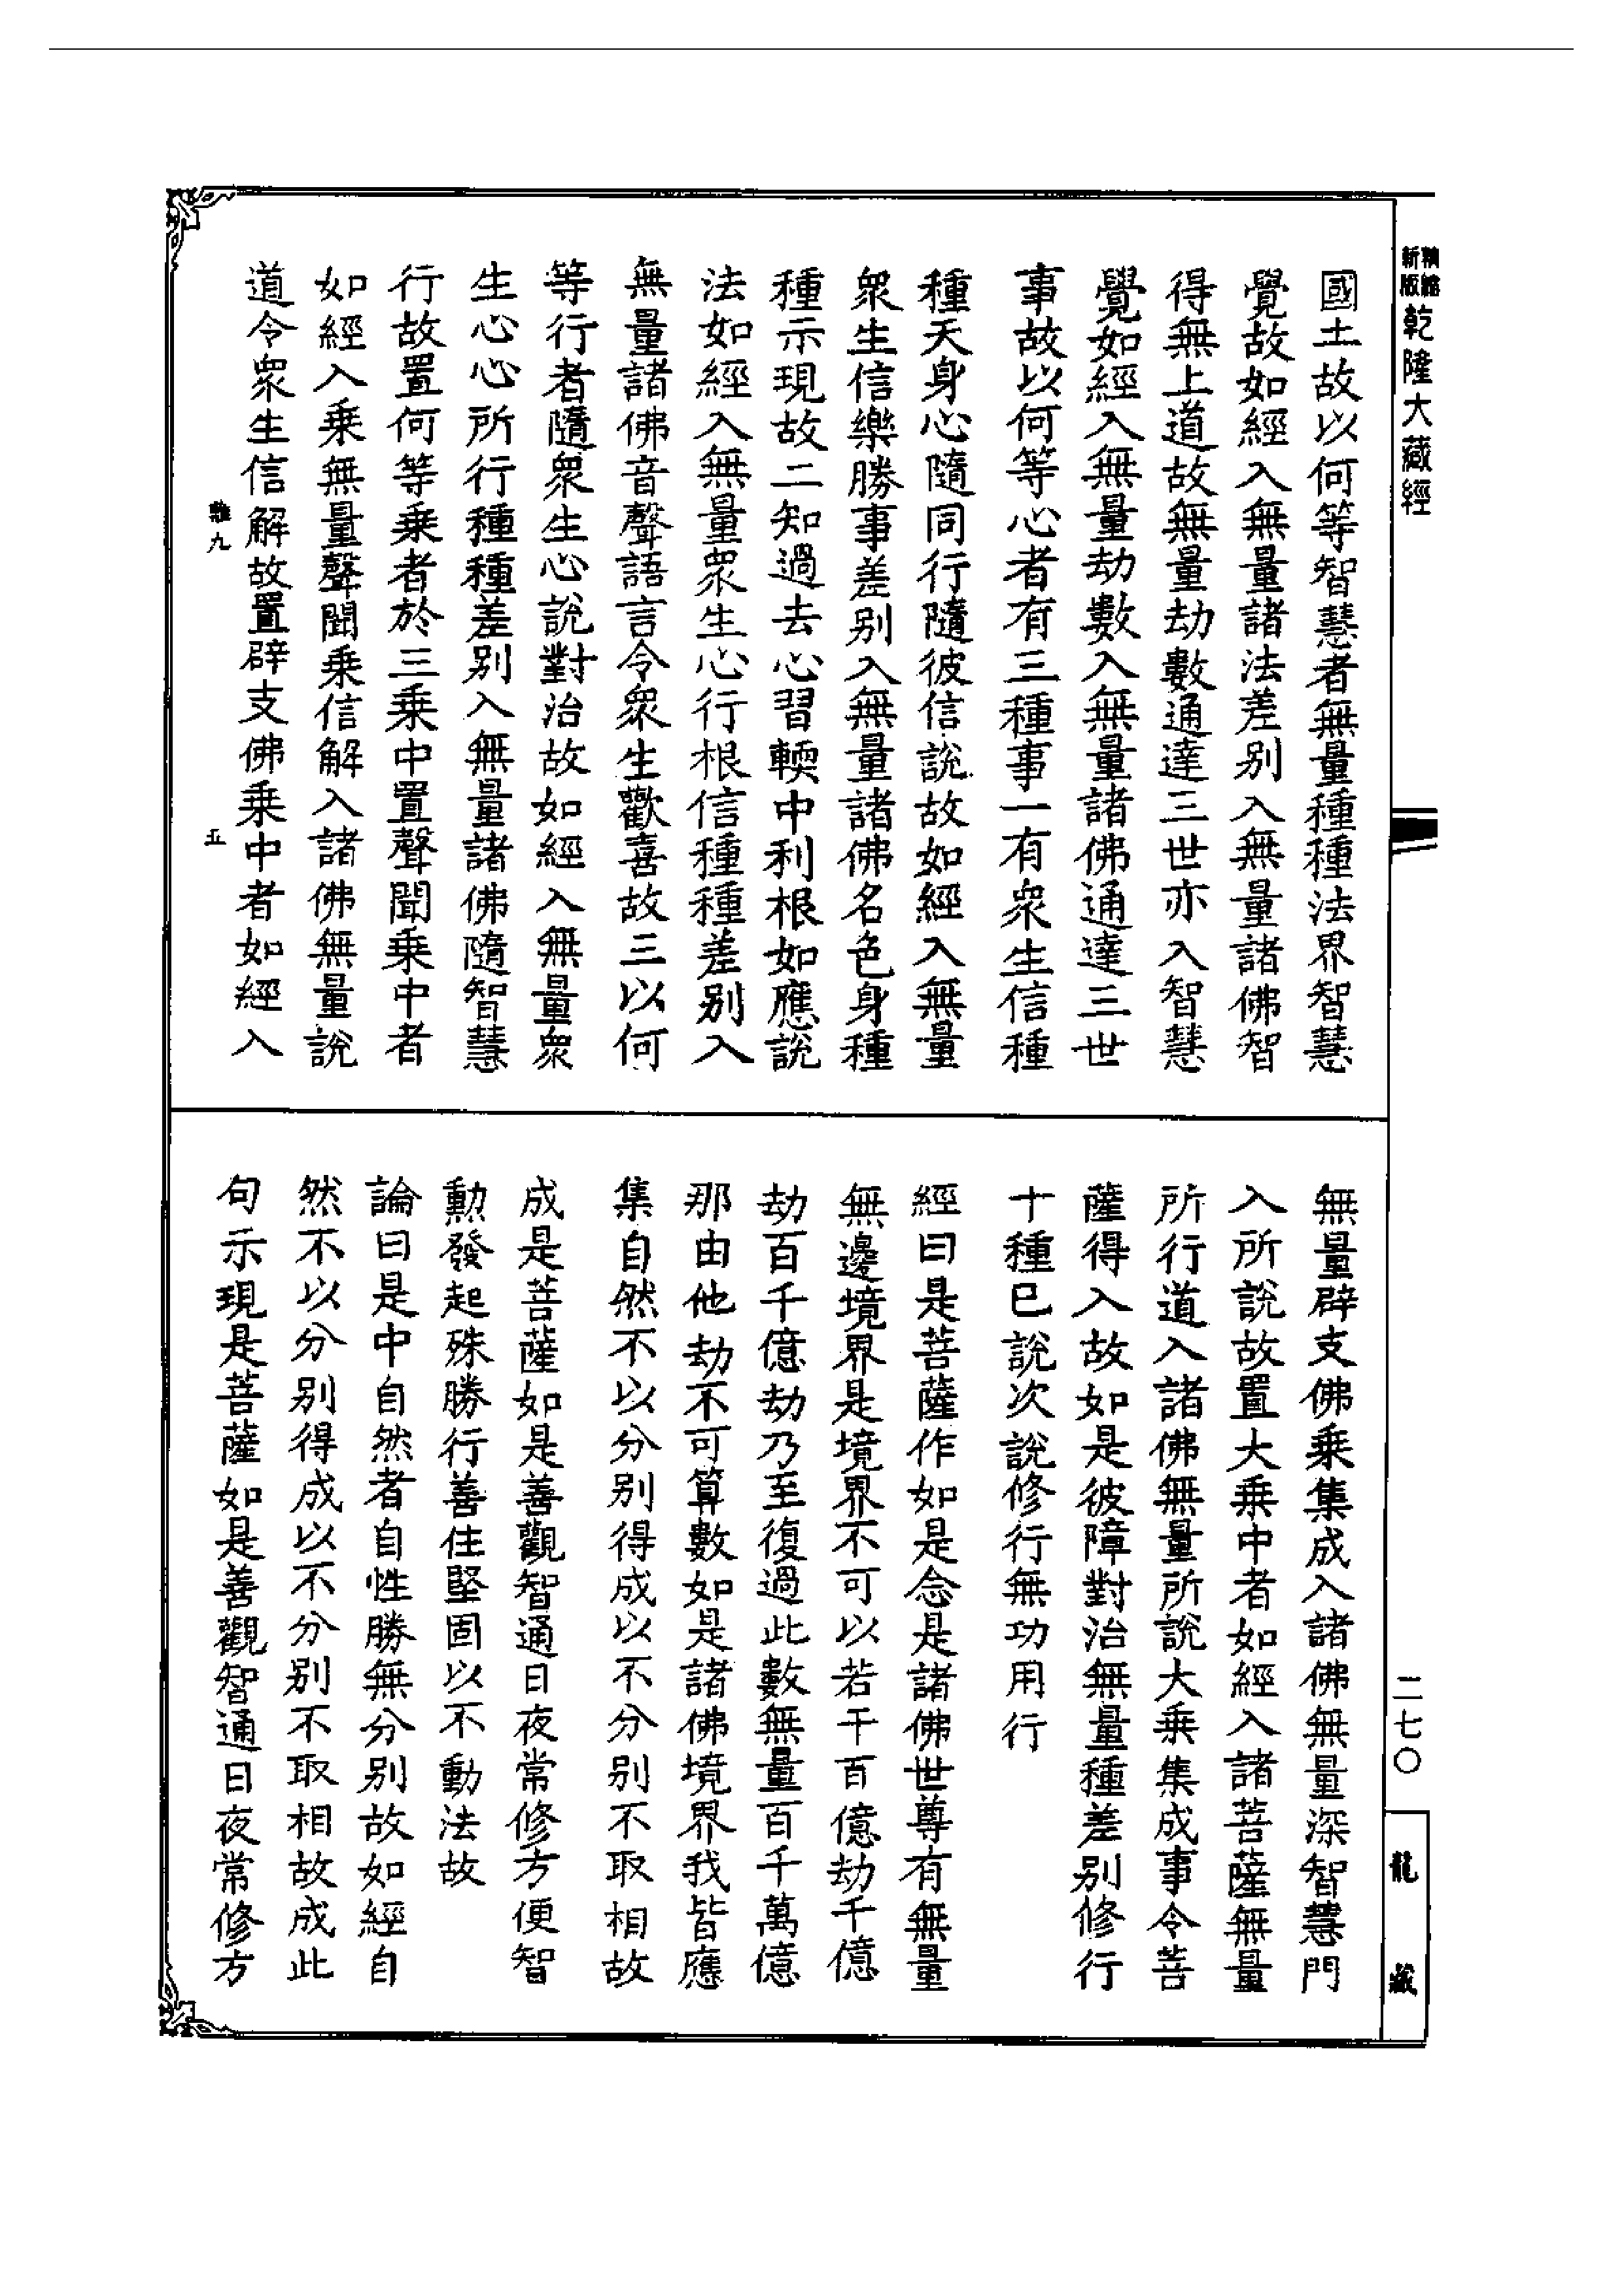 精縮新版乾隆大藏經
國土故以何等智慧者無量種種法界智慧
覺故如經入無量諸法差別入無量諸佛智
得無上道故無量劫數通達三世亦入智慧
覺如經入無量劫數入無量諸佛通達三世
事故以何等心者有三種事一有衆生信種
種天身心隨同行隨彼信說故如經入無量
衆生信樂勝事差別入無量諸佛名色身種
種示現故二知過去心習輭中利根如應說
法如經入無量衆生心行根信種種差別入
無量諸佛音聲語言令衆生歡喜故三以何
等行者隨衆生心說對治故如經入無量衆
生心心所行種種差別入無量諸佛隨智慧
行故置何等乗者於三乗中置聲聞乗中者
如經入乗無量聲聞乗信解入諸佛無量說
道令衆生信解故置辟支佛乗中者如經入
雞九
五
無量辟支佛乗集成入諸佛無量深智慧門
入所說故置大乗中者如經入諸菩薩無量
所行道入諸佛無量所說大乗集成事令菩
薩得入故如是彼障對治無量種差別修行
十種已說次說修行無功用行
經曰是菩薩作如是念是諸佛世尊有無量
無邊境界是境界不可以若干百億劫千億
劫百千億劫乃至復過此數無量百千萬億
那由他劫不可算數如是諸佛境界我皆應
集自然不以分別得成以不分別不取相故
成是菩薩如是善觀智通日夜常修方便智
勳發起殊勝行善住堅固以不動法故
論曰是中自然者自性勝無分別故如經自
然不以分別得成以不分別不取相故成此
句示現是菩薩如是善觀智通日夜常修方
二七〇
龍藏